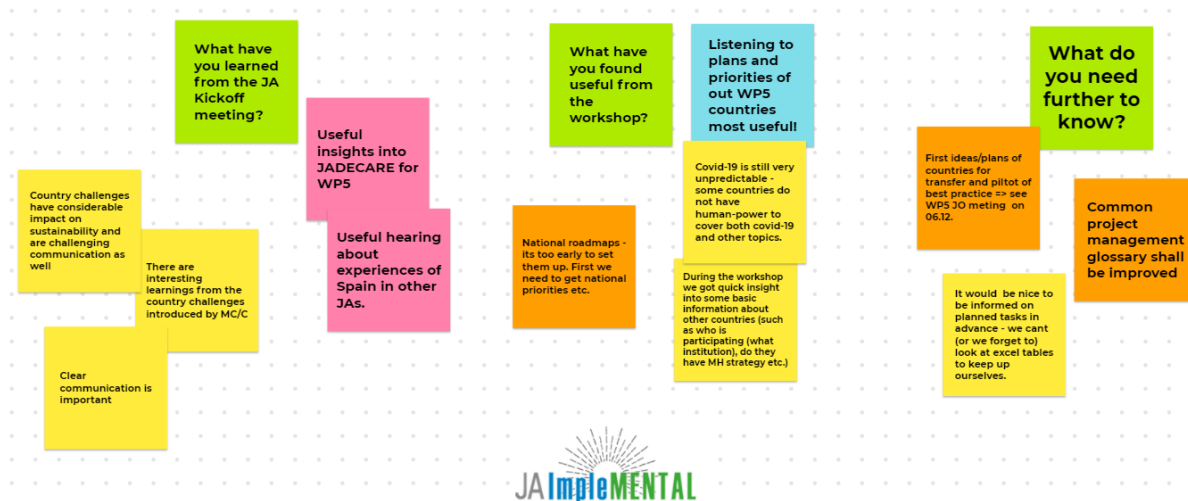 What have
you learned
from the JA
Kickoff
meeting?
Useful
insights into
JADECARE for
WP5
Useful hearing
about
experiences of
Spain in other
JAs.
Country challenges
have considerable
impact on
sustainability and
are challenging
communication as
well
There are
interesting
learnings from the
country challenges
introduced by MC/C
Clear
communication is
important
What have
you found
useful from
the
workshop?
Listening to
plans and
priorities of
out WP5
countries
most useful!
Covid-19 is still very
unpredictable -
some countries do
not have
human-power to
cover both covid-19
and other topics.
National roadmaps -
its too early to set
them up. First we
need to get national
priorities etc.
During the workshop
we got quick insight
into some basic
information about
other countries (such
as who is
participating (what
institution), do they
have MH strategy etc.)
What do
you need
further to
know?
First ideas/plans of
countries for
transfer and piltot of
best practice => see
WP5 JO meting on
06.12.
Common
project
management
glossary shall
be improved
It would be nice to
be informed on
planned tasks in
advance - we cant
(or we forget to)
look at excel tables
to keep up
ourselves.
JA ImpleMENTAL